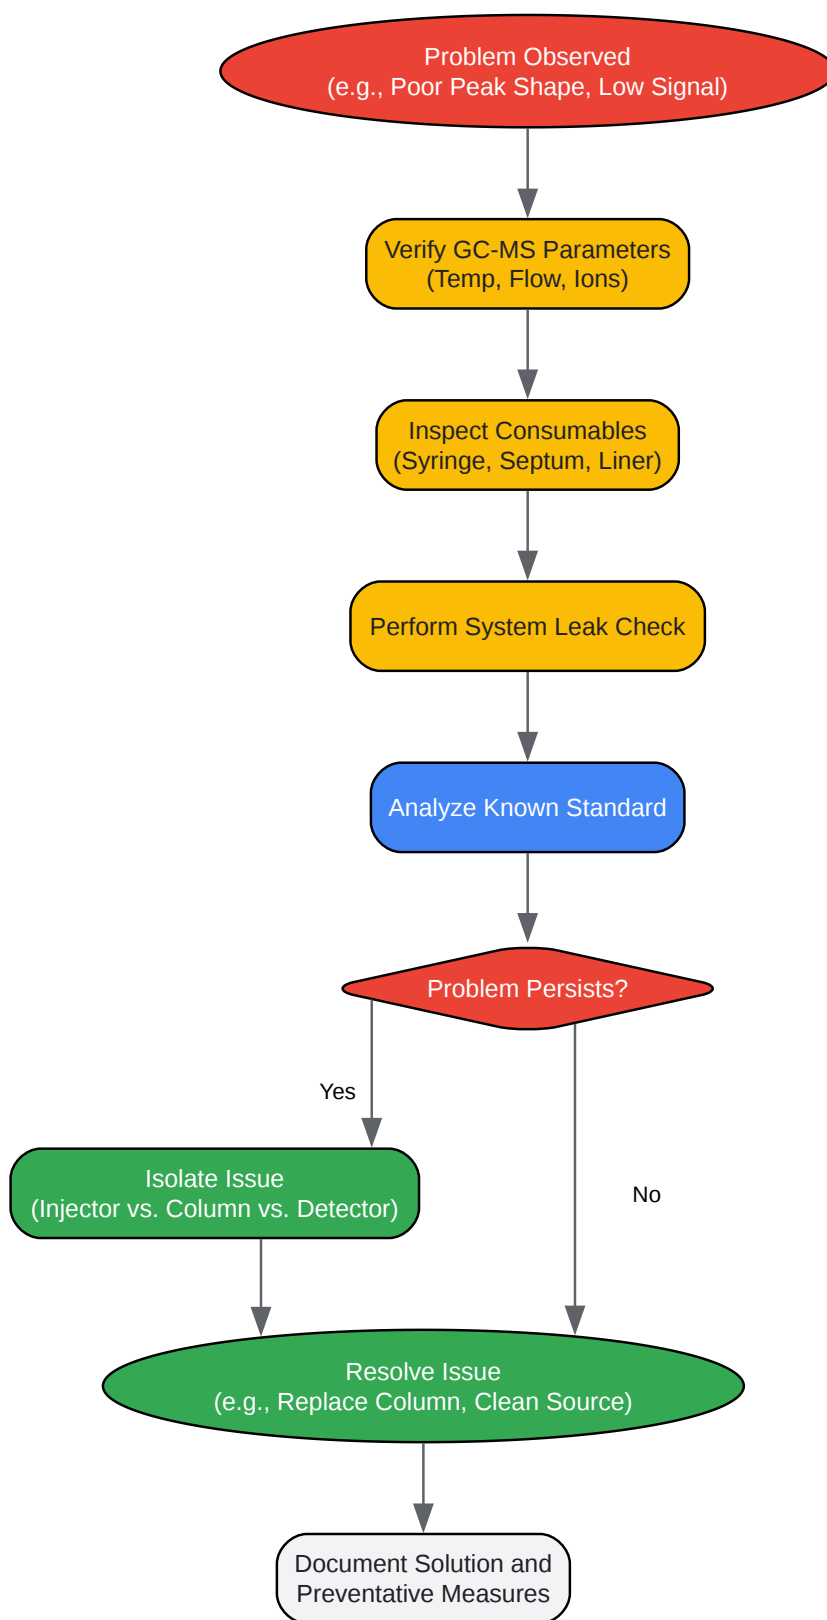 Problem Observed
(e.g., Poor Peak Shape, Low Signal)
Verify GC-MS Parameters
(Temp, Flow, Ions)
Inspect Consumables
(Syringe, Septum, Liner)
Perform System Leak Check
Analyze Known Standard
Problem Persists?
Yes
Isolate Issue
(Injector vs. Column vs. Detector)
No
Resolve Issue
(e.g., Replace Column, Clean Source)
Document Solution and
Preventative Measures